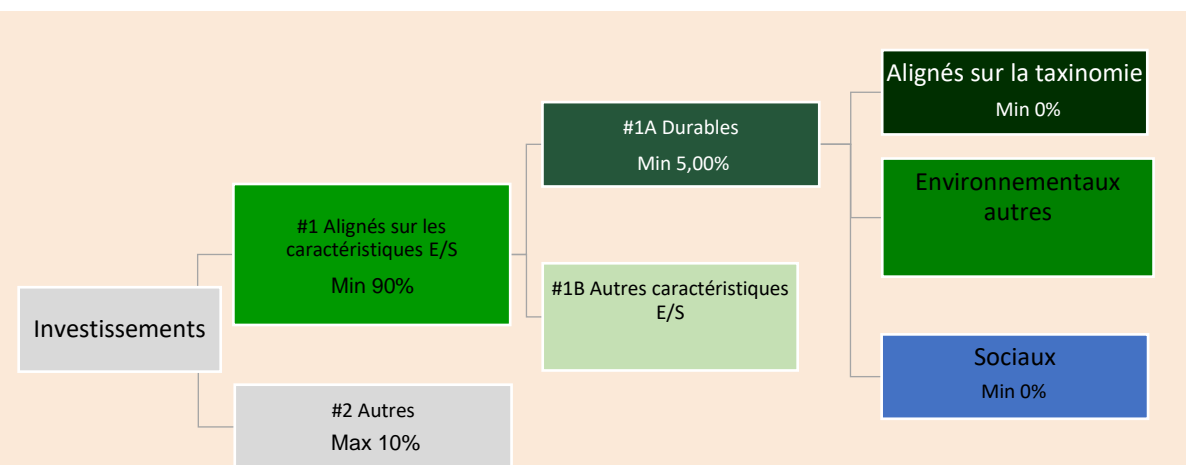 Investissements
#1 Alignés sur les
caractéristiques E/S
Min 90%
#2 Autres
Max 10%
#1A Durables
Min 5,00%
#1B Autres caractéristiques
E/S
Alignés sur la taxinomie
Min 0%
Environnementaux
autres
Sociaux
Min 0%